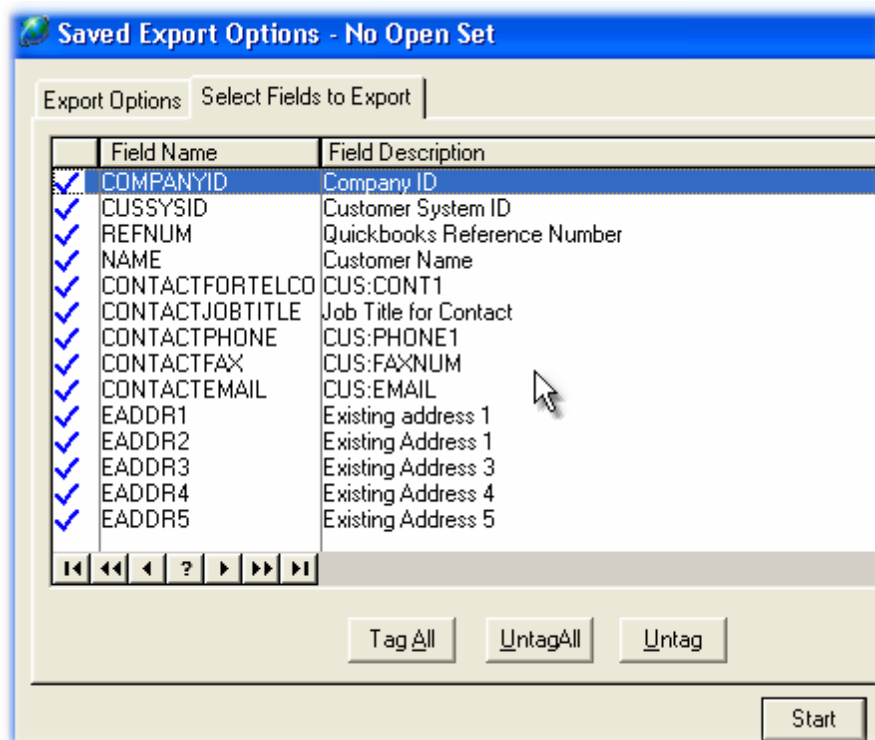 Saved Export Options - No Open Set
Export Options Select Fields to Export
Field Name Field Description
COMPANYID Company ID
CUSSYSID Customer System ID
REFNUM Quickbooks Reference Number
NAME Customer Name
CONTACTFORTELCO CUS:CONT1
CONTACTJOBTITLE Job Title for Contact
CONTACTPHONE CUS:PHONE1
CONTACTFAX CUS:FAXNUM
CONTACTEMAIL CUS:EMAIL
EADDR1 Existing address 1
EADDR2 Existing Address 1
EADDR3 Existing Address 3
EADDR4 Existing Address 4
EADDR5 Existing Address 5
?
Tag All UntagAll Untag
Start